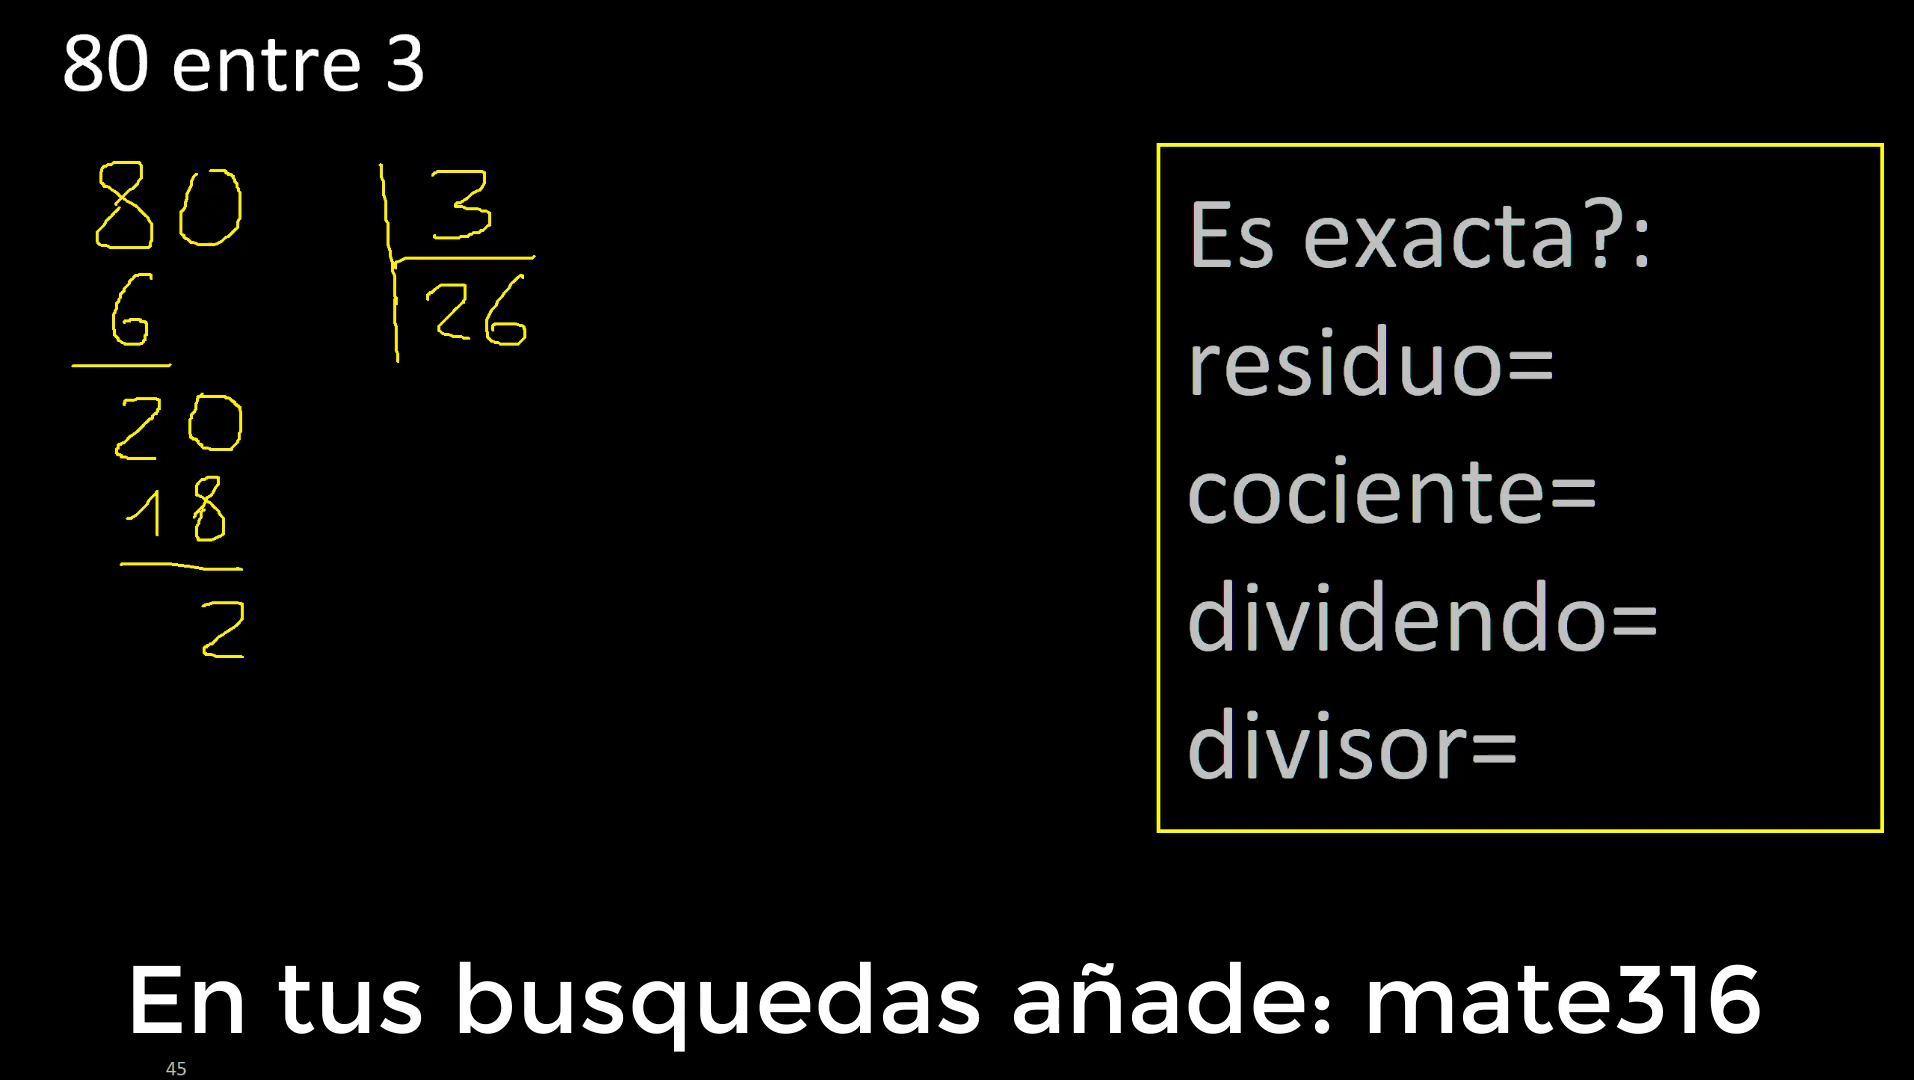 80 entre 3
80 3
6 26
20
18
2
Es exacta?:
residuo=
cociente=
dividendo=
divisor=
En tus busquedas añade: mate316
45